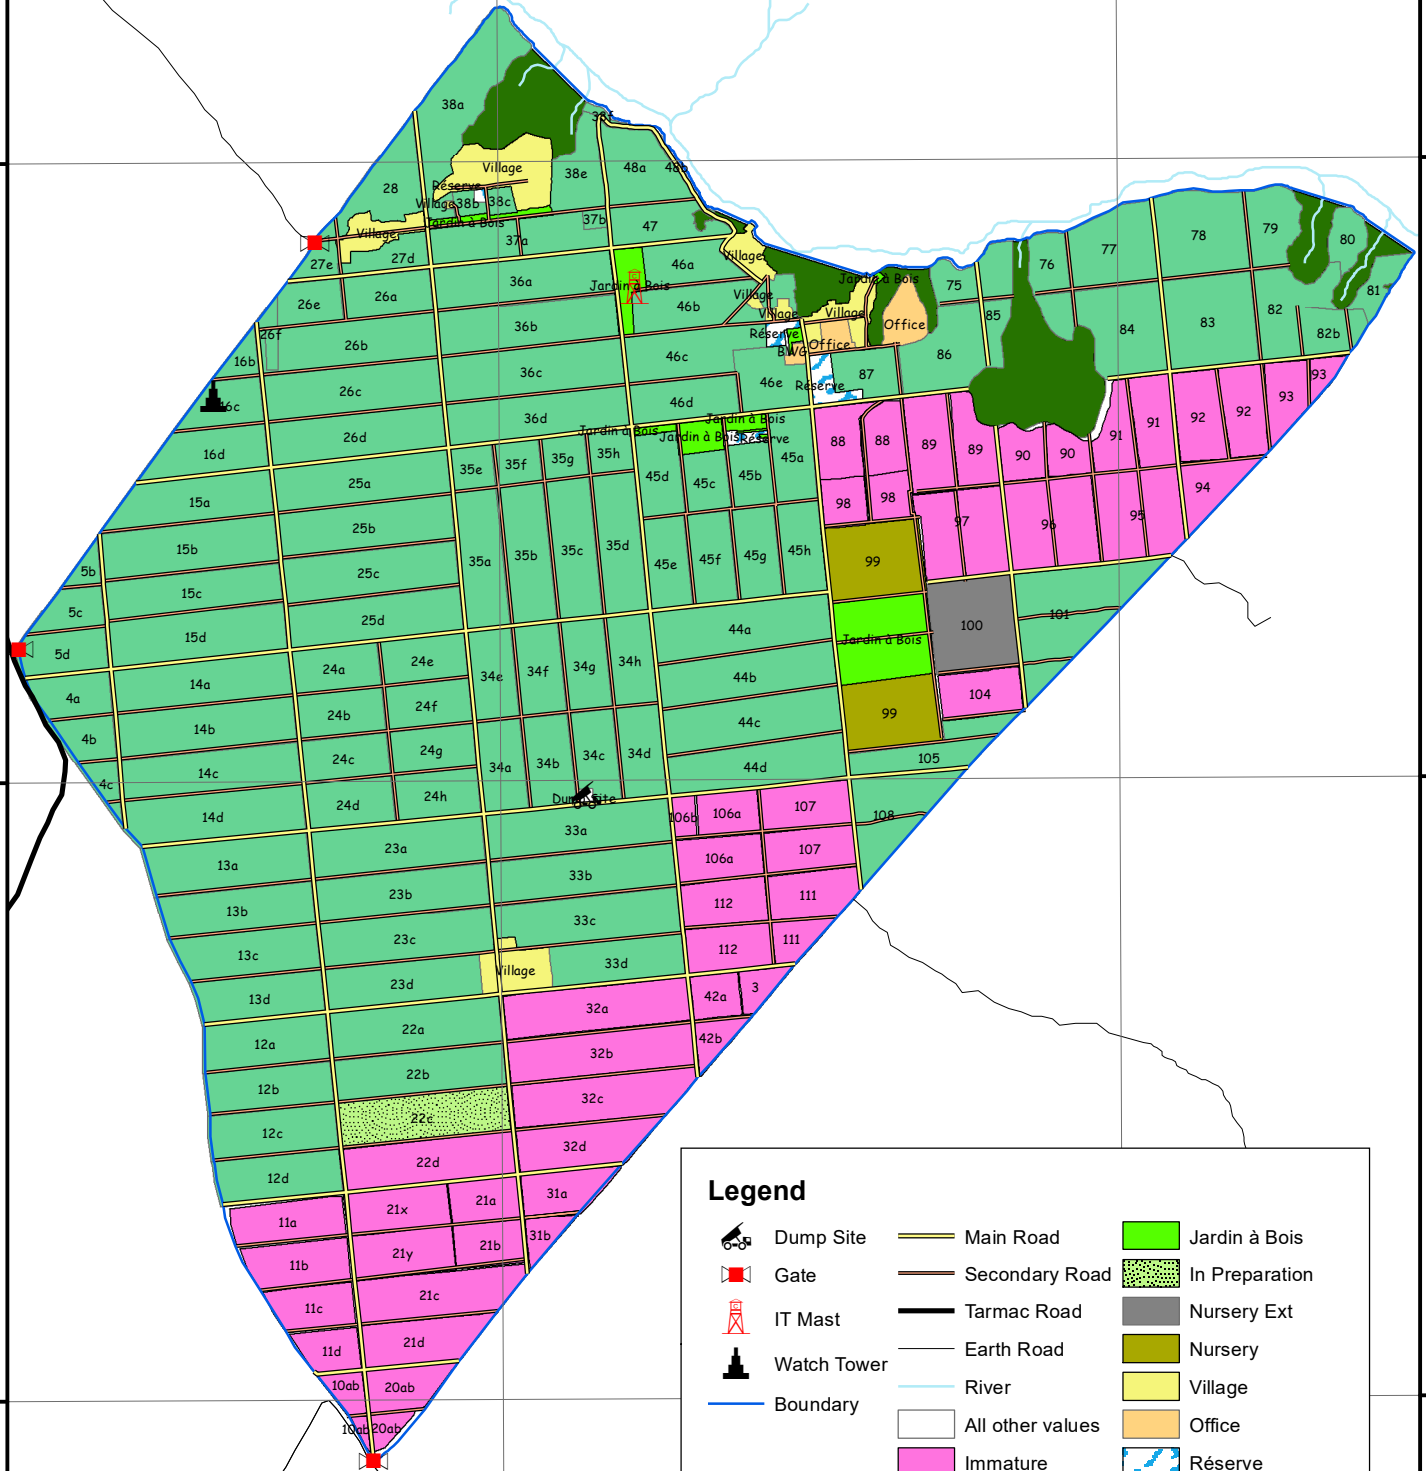 38a
38f
48a
48b
Village
38e
28
Réserve
Village
38b
38c
Jardin à Bois
37b
47
Village
37a
27e
27d
46a
Village
36a
Jardin à Bois
26e
26a
46b
Village
Village
Village
Jardin à Bois
Office
75
76
77
78
79
80
81
85
84
83
82
82b
26f
26b
36b
Réserve
Office
BWG
86
16b
46c
36c
46e
Réserve
87
26c
16c
46d
36d
Jardin à Bois
Jardin à Bois
Jardin à Bois
Réserve
26d
16d
93
93
92
92
91
91
90
90
89
89
88
88
35e
35f
35g
35h
45d
45c
45b
45a
98
98
97
96
95
94
25a
15a
25b
15b
35a
35b
35c
35d
45e
45f
45g
45h
99
5b
25c
15c
5c
25d
15d
5d
44a
Jardin à Bois
100
101
24a
24e
34e
34f
34g
34h
44b
14a
4a
104
24b
24f
44c
99
14b
4b
24c
24g
34a
34b
34c
34d
44d
105
14c
4c
24d
24h
Dump Site
14d
106b
106a
107
108
33a
23a
106a
107
13a
33b
23b
112
111
13b
33c
23c
112
111
13c
33d
Village
23d
13d
42a
3
32a
22a
12a
42b
32b
22b
12b
32c
22c
12c
32d
22d
12d
31a
21a
21x
11a
31b
21b
21y
11b
21c
11c
21d
11d
10ab
20ab
10ab
20ab
Legend
Dump Site
Gate
IT Mast
Watch Tower
Boundary
Main Road
Secondary Road
Tarmac Road
Earth Road
River
All other values
Immature
Jardin à Bois
In Preparation
Nursery Ext
Nursery
Village
Office
Réserve